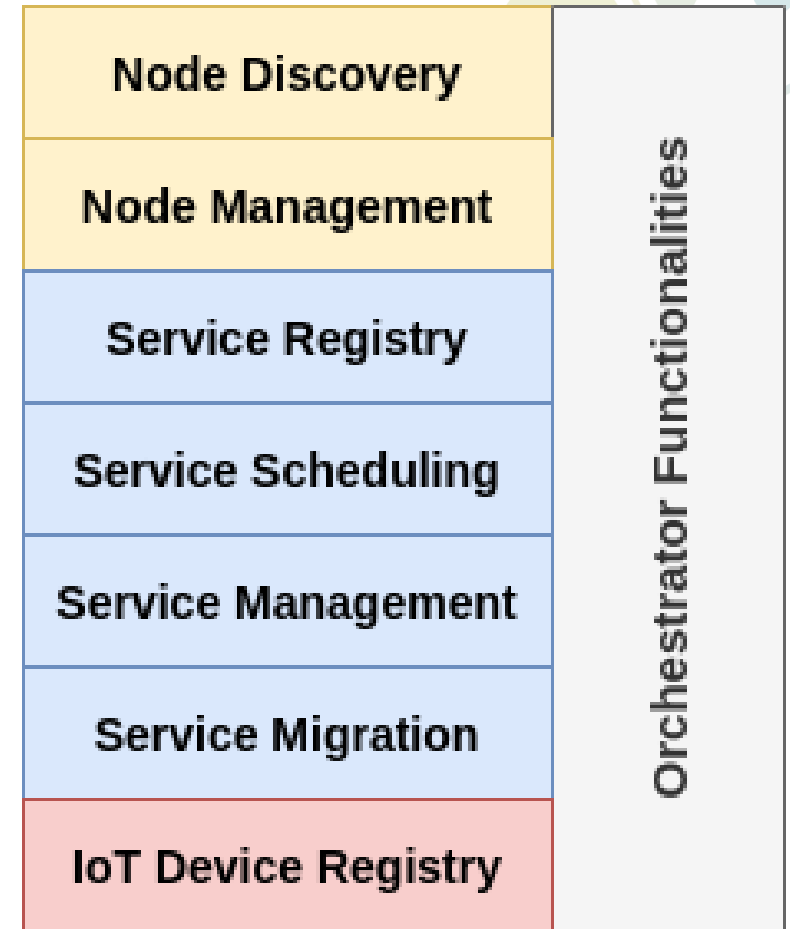 Node Discovery
Node Management
Service Registry
Service Scheduling
Service Management
Service Migration
IoT Device Registry
Orchestrator Functionalities